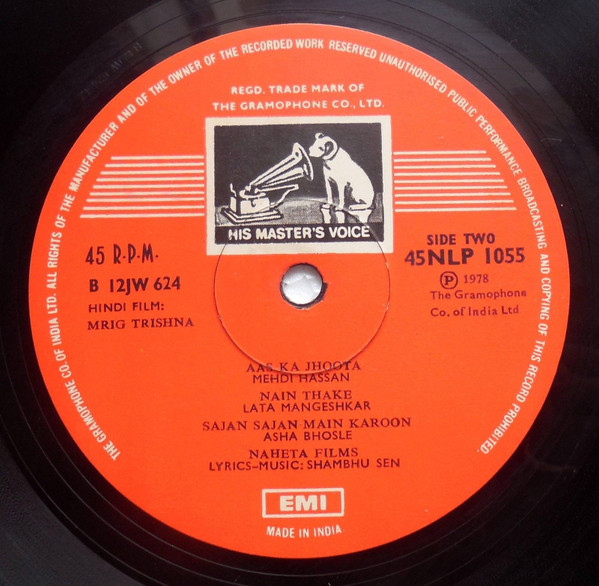 THE GRAMOPHONE CO. OF INDIA LTD. ALL RIGHTS OF THE MANUFACTURER AND OF THE OWNER OF THE RECORDED WORK RESERVED UNAUTHORISED PUBLIC PERFORMANCE BROADCASTING AND COPYING OF THIS RECORD PROHIBITED.
REGD. TRADE MARK OF
THE GRAMOPHONE CO., LTD.
HIS MASTER'S VOICE
45 R·P·M·
B 12JW 624
HINDI FILM:
MRIG TRISHNA
SIDE TWO
45NLP 1055
Ⓟ 1978
The Gramophone
Co. of India Ltd
AAS KA JHOOTA
MEHDI HASSAN
NAIN THAKE
LATA MANGESHKAR
SAJAN SAJAN MAIN KAROON
ASHA BHOSLE
NAHETA FILMS
LYRICS–MUSIC: SHAMBHU SEN
EMI
MADE IN INDIA